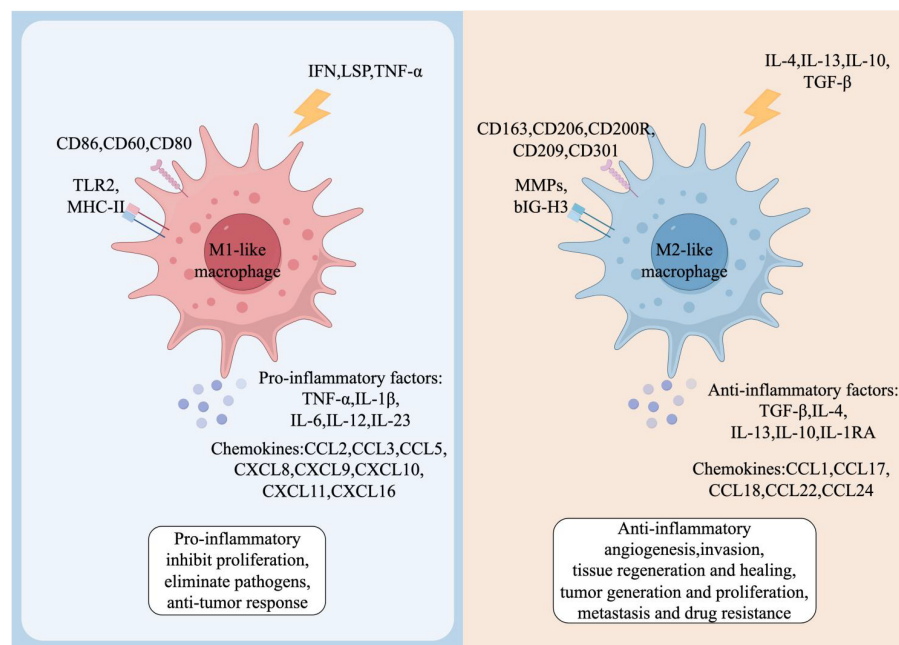 IFN,LSP,TNF-α
CD86,CD60,CD80
TLR2,
MHC-II
M1-like
macrophage
Pro-inflammatory factors:
TNF-α,IL-1β,
IL-6,IL-12,IL-23
Chemokines:CCL2,CCL3,CCL5,
CXCL8,CXCL9,CXCL10,
CXCL11,CXCL16
Pro-inflammatory
inhibit proliferation,
eliminate pathogens,
anti-tumor response
IL-4,IL-13,IL-10,
TGF-β
CD163,CD206,CD200R,
CD209,CD301
MMPs,
bIG-H3
M2-like
macrophage
Anti-inflammatory factors:
TGF-β,IL-4,
IL-13,IL-10,IL-1RA
Chemokines:CCL1,CCL17,
CCL18,CCL22,CCL24
Anti-inflammatory
angiogenesis,invasion,
tissue regeneration and healing,
tumor generation and proliferation,
metastasis and drug resistance